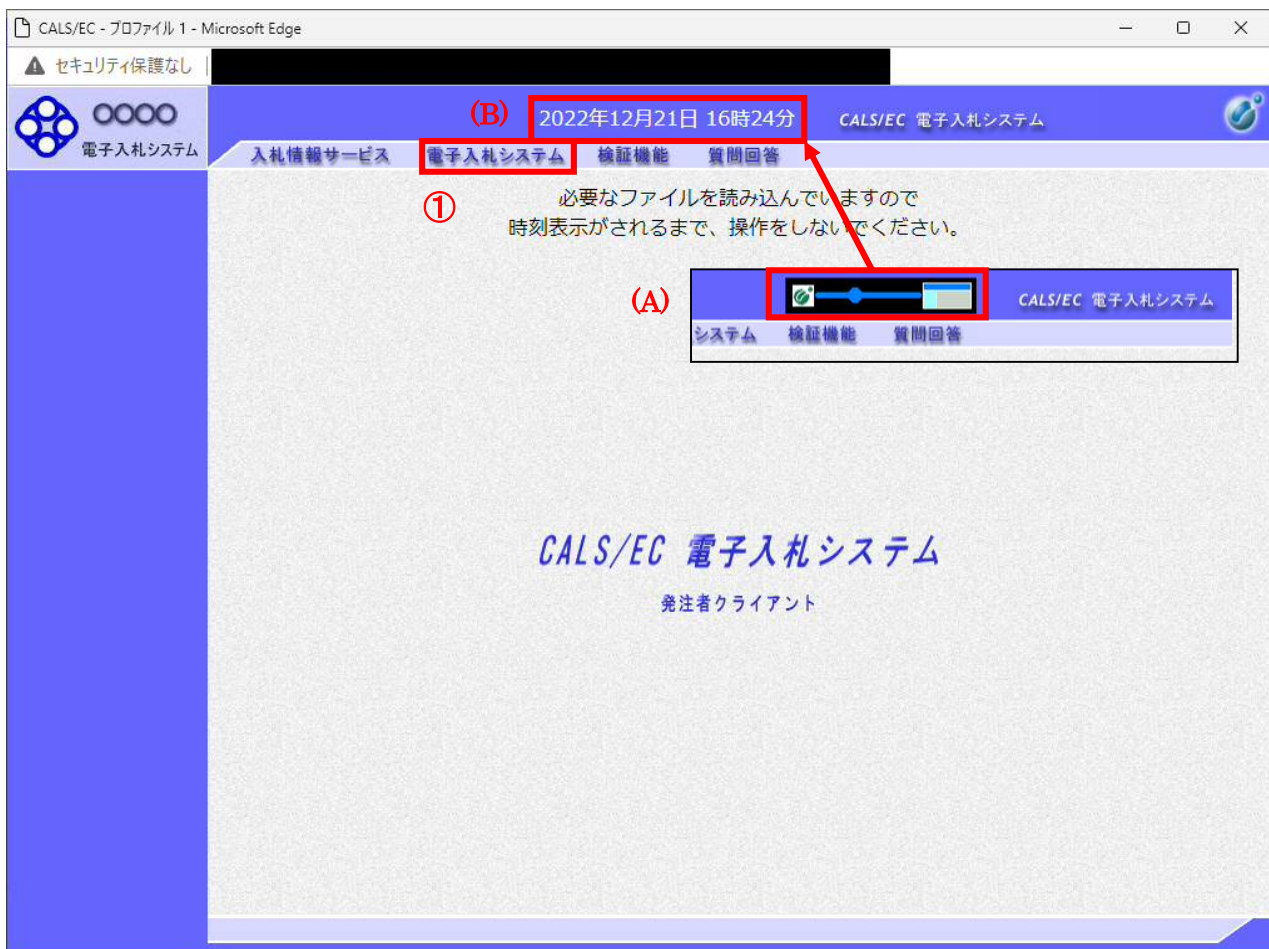 CALS/EC - プロファイル 1 - Microsoft Edge
セキュリティ保護なし
○○○○
電子入札システム
(B)
2022年12月21日 16時24分
CALS/EC 電子入札システム
入札情報サービス 電子入札システム 検証機能 質問回答
①
必要なファイルを読み込んでいますので
時刻表示がされるまで、操作をしないでください。
(A)
CALS/EC 電子入札システム
システム 検証機能 質問回答
CALS/EC 電子入札システム
発注者クライアント